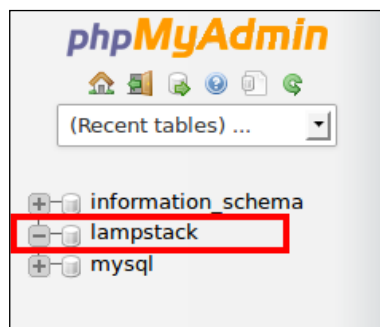 phpMyAdmin
(Recent tables) ...
information_schema
lampstack
mysql